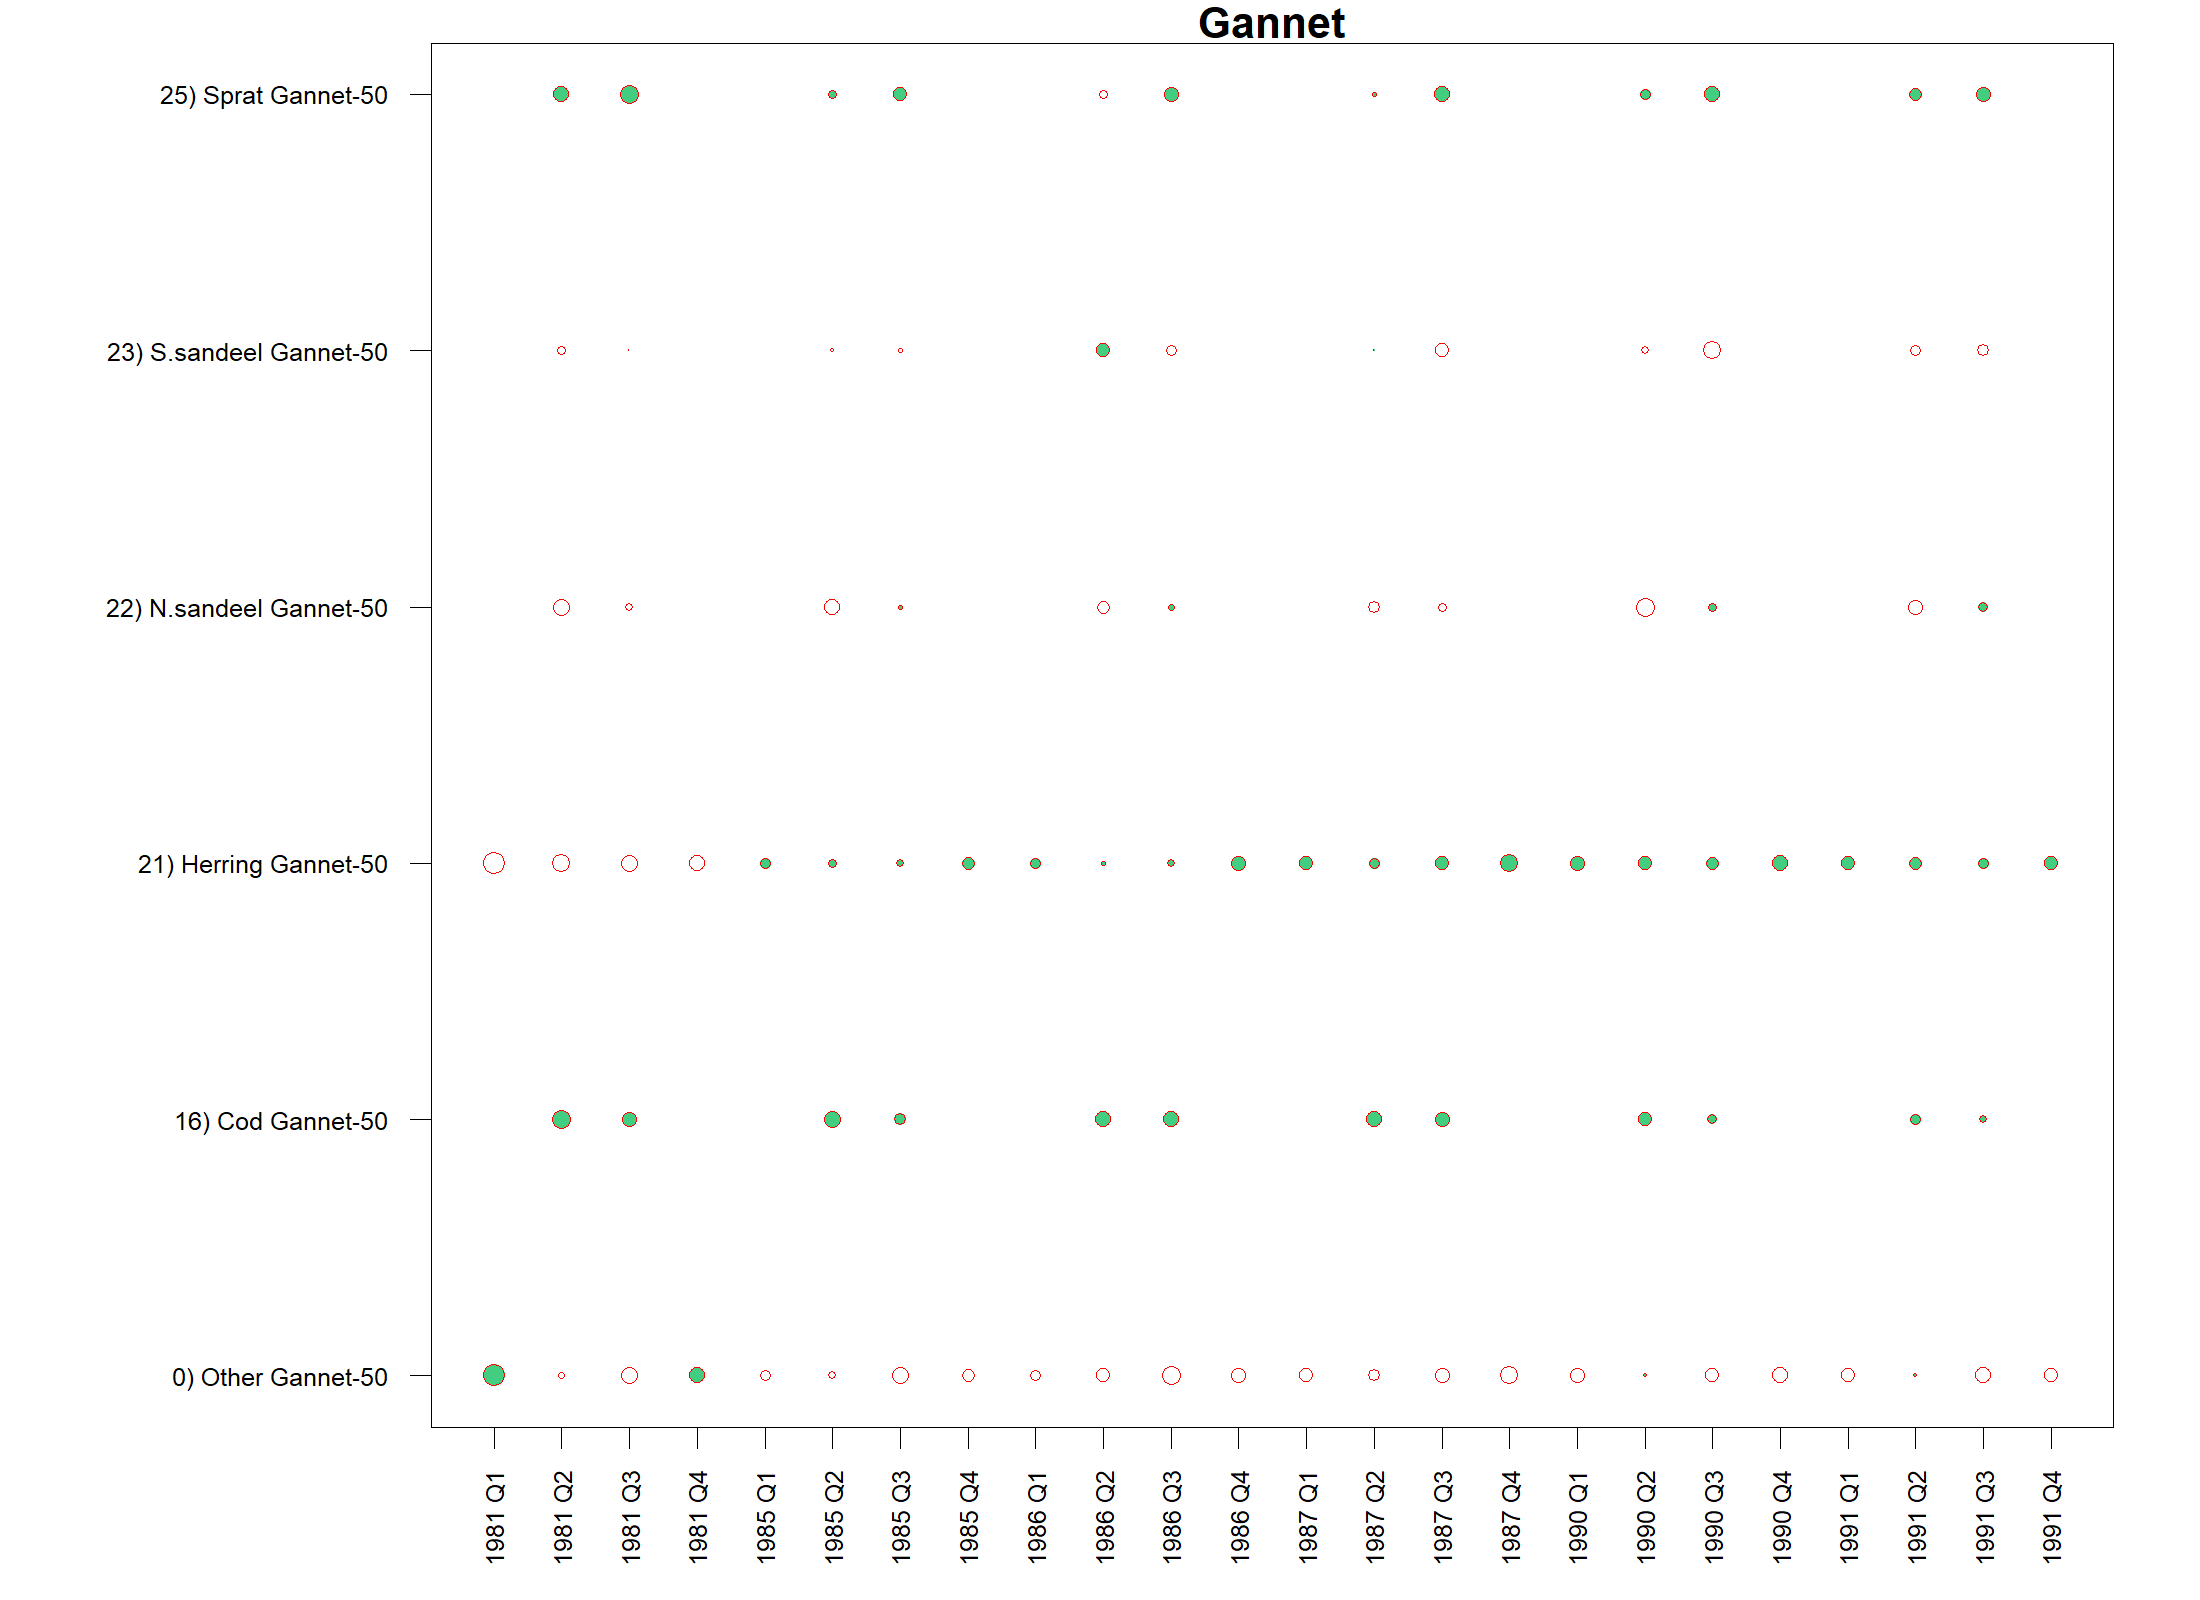 Gannet
25) Sprat Gannet-50
23) S.sandeel Gannet-50
22) N.sandeel Gannet-50
21) Herring Gannet-50
16) Cod Gannet-50
0) Other Gannet-50
1981 Q1
1981 Q2
1981 Q3
1981 Q4
1985 Q1
1985 Q2
1985 Q3
1985 Q4
1986 Q1
1986 Q2
1986 Q3
1986 Q4
1987 Q1
1987 Q2
1987 Q3
1987 Q4
1990 Q1
1990 Q2
1990 Q3
1990 Q4
1991 Q1
1991 Q2
1991 Q3
1991 Q4